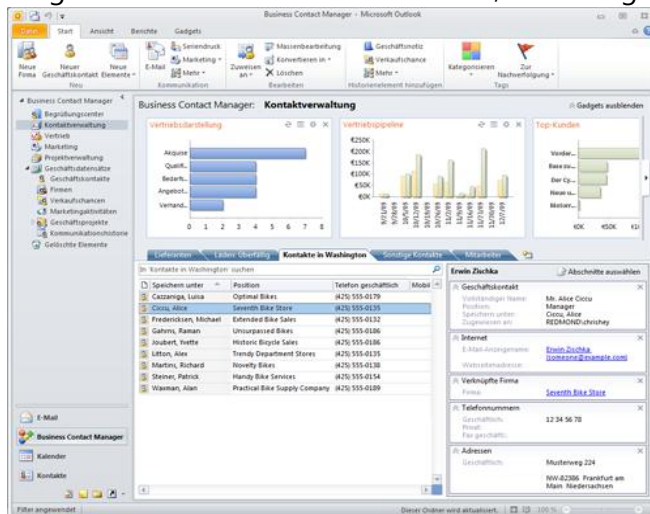 Business Contact Manager - Microsoft Outlook
Datei Start Ansicht Berichte Gadgets
Neue Firma
Neuer Geschäftskontakt
Neue Elemente
Neu
E-Mail
Seriendruck
Marketing
Mehr
Kommunikation
Zuweisen an
Massenbearbeitung
Konvertieren in
Löschen
Bearbeiten
Geschäftsnotiz
Verkaufschance
Mehr
Historienelement hinzufügen
Kategorisieren
Zur Nachverfolgung
Tags
Business Contact Manager
Begrüßungscenter
Kontaktverwaltung
Vertrieb
Marketing
Projektverwaltung
Geschäftsdatensätze
Geschäftskontakte
Firmen
Verkaufschancen
Marketingaktivitäten
Geschäftsprojekte
Kommunikationshistorie
Gelöschte Elemente
E-Mail
Business Contact Manager
Kalender
Kontakte
Business Contact Manager: Kontaktverwaltung
Gadgets ausblenden
Vertriebsdarstellung
Akquise
Qualifi...
Bedarfs...
Angebot...
Versand...
0 1 2 3 4 5 6 7 8
Vertriebspipeline
€250K
€200K
€150K
€100K
€50K
€0K
Top-Kunden
Vorder...
Der Cy...
€0K €50K
Lieferanten Läden: Überfällig Kontakte in Washington Sonstige Kontakte Mitarbeiter
Kontakte in Washington suchen
Speichern unter Position Telefon geschäftlich Mobil
Cazzaniga, Luisa Optimal Bikes (425) 555-0179
Ciccu, Alice Seventh Bike Store (425) 555-0135
Fredericksen, Michael Extended Bike Sales (425) 555-0132
Gahrns, Raman Unsurpassed Bikes (425) 555-0186
Joubert, Yvette Historic Bicycle Sales (425) 555-0186
Litton, Alex Trendy Department Stores (425) 555-0135
Martins, Richard Novelty Bikes (425) 555-0138
Steiner, Patrick Handy Bike Services (425) 555-0154
Waxman, Alan Practical Bike Supply Company (425) 555-0189
Erwin Zischka Abschnitte auswählen
Geschäftskontakt
Vollständiger Name: Mr. Alice Ciccu
Position: Manager
Speichern unter: Ciccu, Alice
Zugewiesen an: REDMOND\chrishey
Internet
E-Mail-Anzeigename: Erwin Zischka
(someone@example.com)
Webseitenadresse:
Verknüpfte Firma
Firma Seventh Bike Store
Telefonnummern
Geschäftlich: 12 34 56 78
Privat:
Fax geschäftl.:
Adressen
Geschäftlich: Musterweg 224
NW-82386 Frankfurt am
Main Niedersachsen
Filter angewendet
Dieser Ordner wird aktualisiert. 100 %